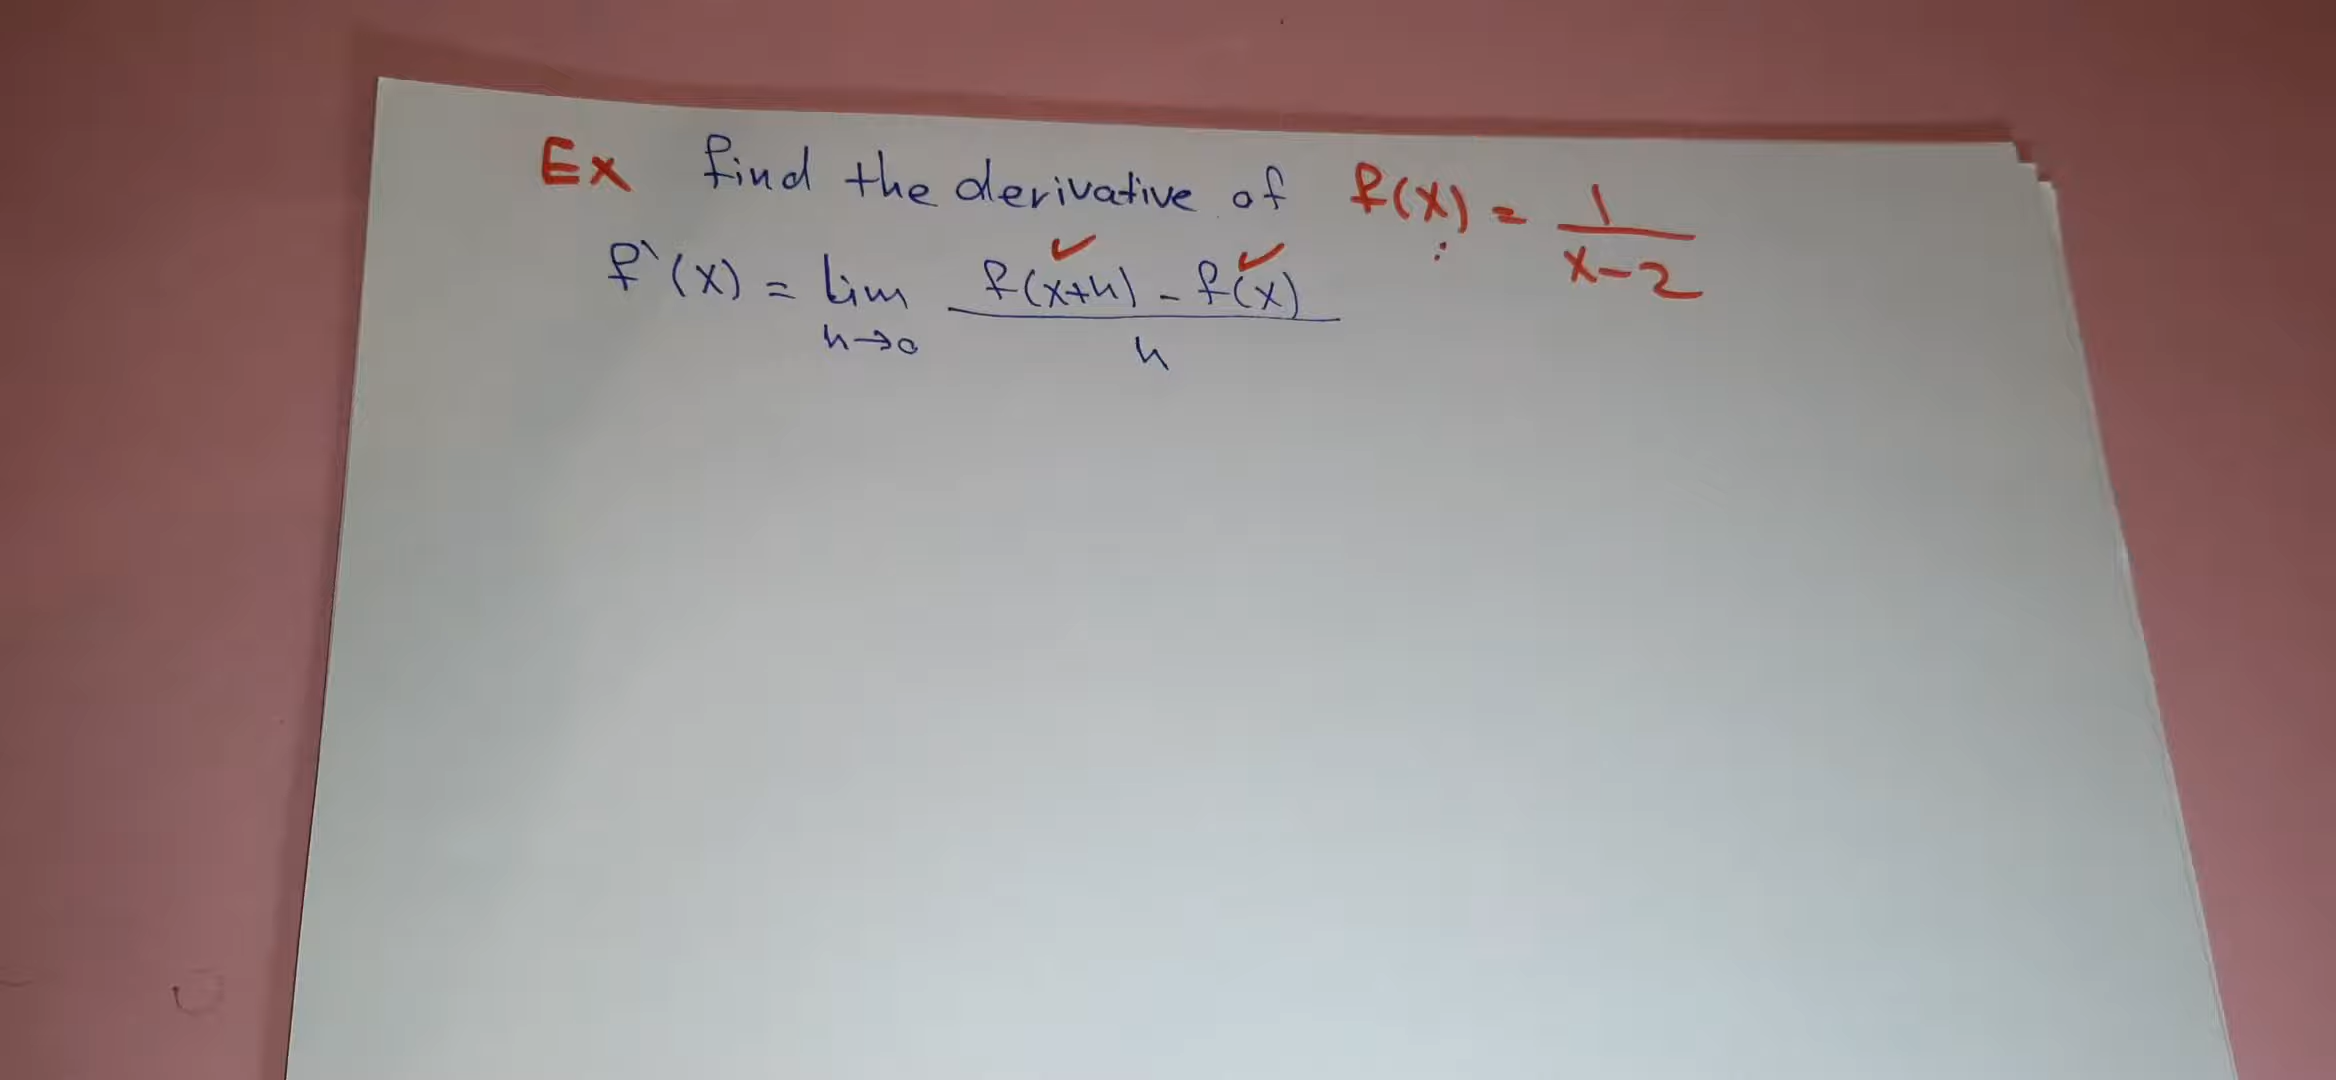 Ex find the derivative of f(x) = 1/(x-2)
f`(x) = lim h→0 (f(x+h) - f(x))/h